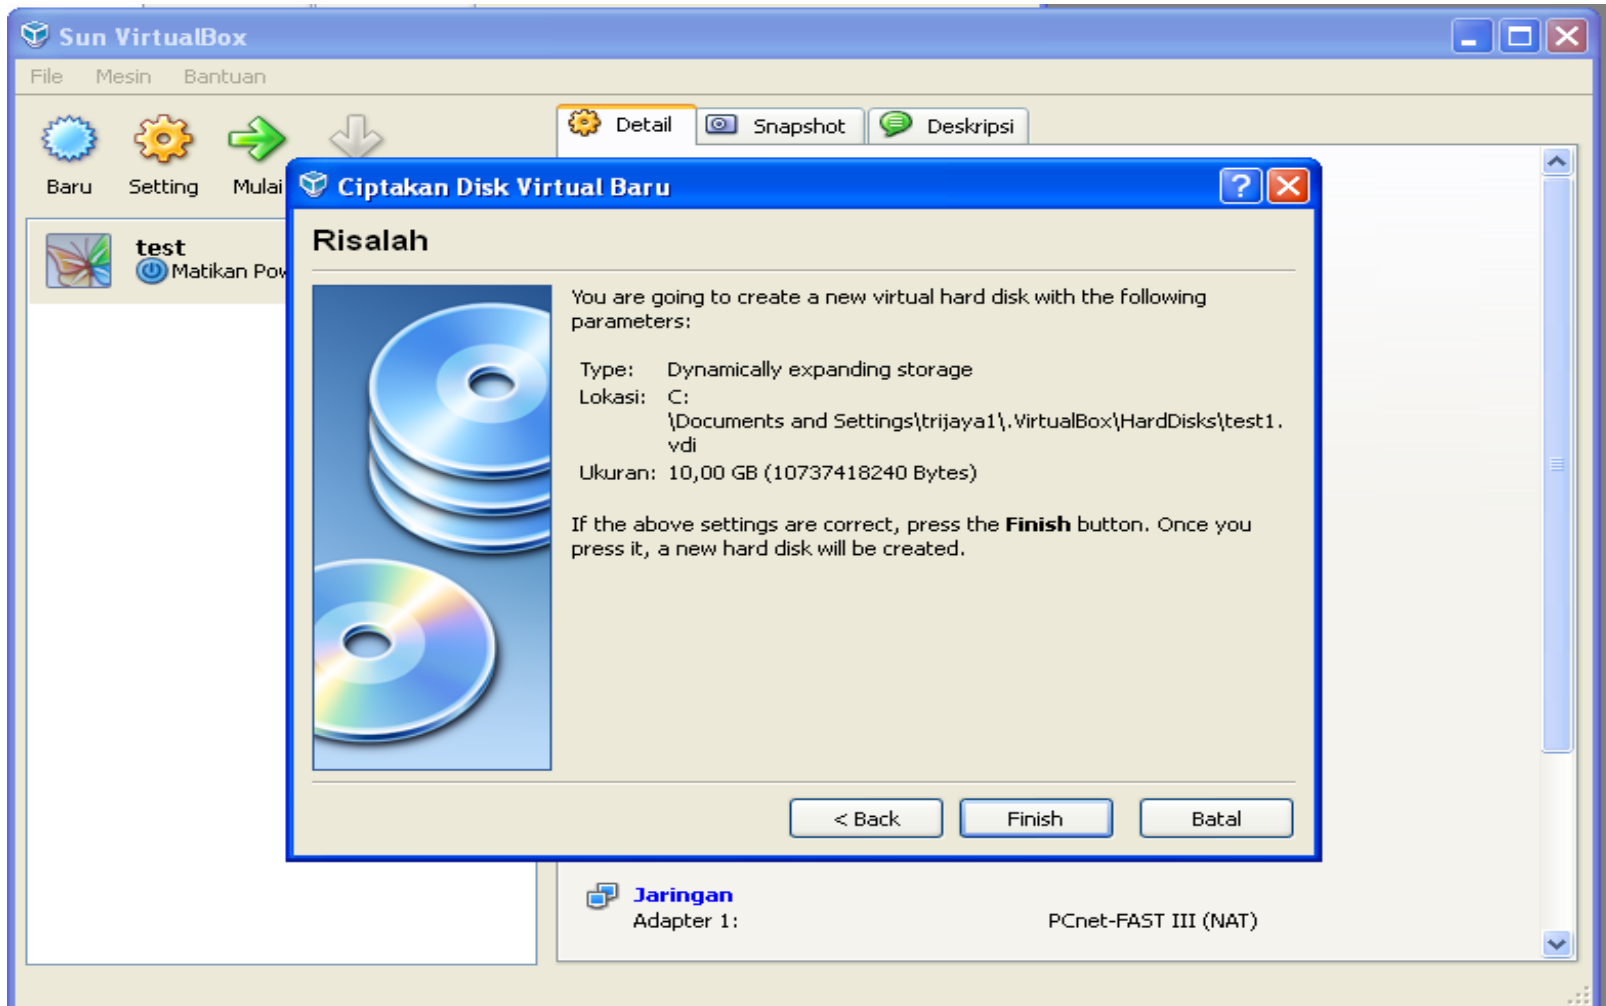 Sun VirtualBox
File Mesin Bantuan
Baru Setting Mulai
Detail Snapshot Deskripsi
test
Matikan
Ciptakan Disk Virtual Baru
Risalah
You are going to create a new virtual hard disk with the following
parameters:
Type: Dynamically expanding storage
Lokasi: C:
\Documents and Settings\trijaya1\.VirtualBox\HardDisks\test1.
vdi
Ukuran: 10,00 GB (10737418240 Bytes)
If the above settings are correct, press the Finish button. Once you
press it, a new hard disk will be created.
< Back Finish Batal
Jaringan
Adapter 1: PCnet-FAST III (NAT)